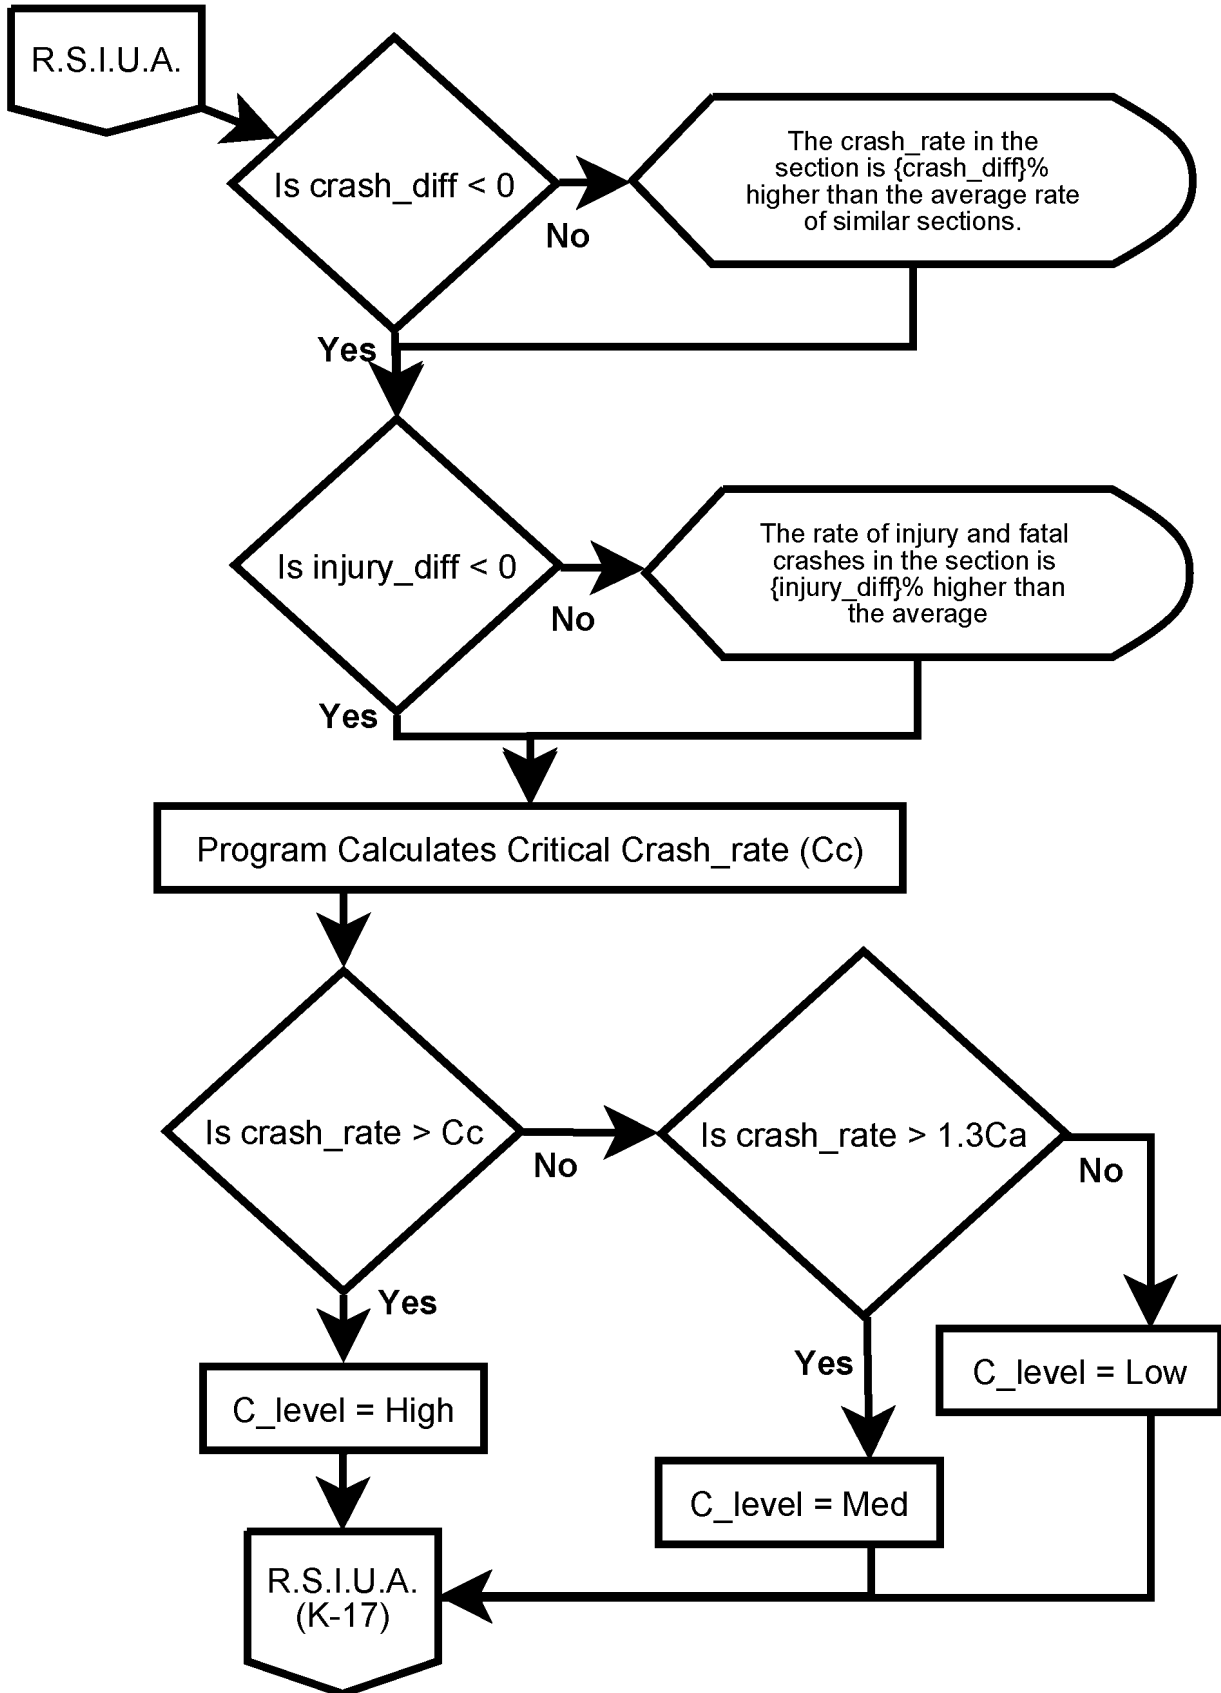 R.S.I.U.A.
Is crash_diff < 0
No
The crash_rate in the
section is {crash_diff}%
higher than the average rate
of similar sections.
Yes
Is injury_diff < 0
No
The rate of injury and fatal
crashes in the section is
{injury_diff}% higher than
the average
Yes
Program Calculates Critical Crash_rate (Cc)
Is crash_rate > Cc
No
Is crash_rate > 1.3Ca
No
Yes
Yes
C_level = Low
C_level = High
C_level = Med
R.S.I.U.A.
(K-17)